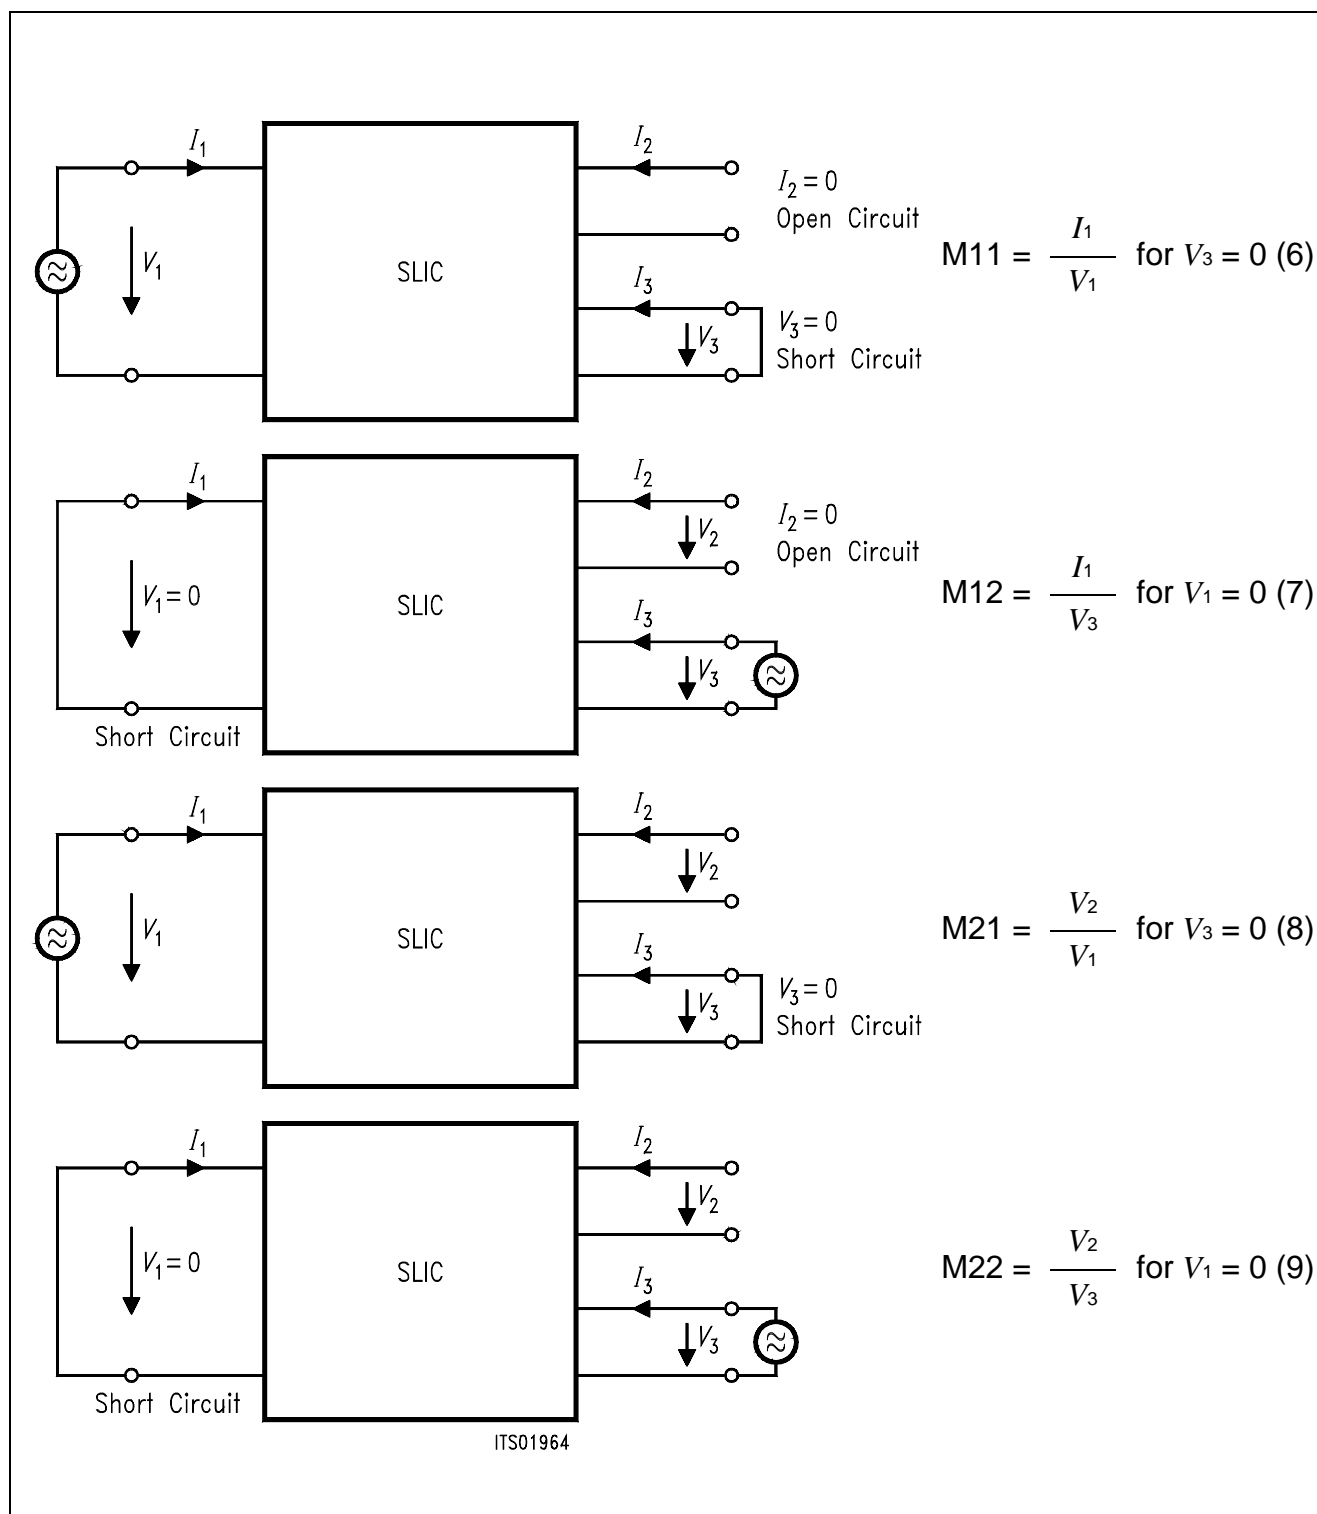 I1
I2
I2 = 0
Open Circuit
V1
SLIC
I3
V3 = 0
V3
Short Circuit
M11 = I1 / V1 for V3 = 0 (6)
I1
I2
V2
I2 = 0
Open Circuit
V1 = 0
SLIC
I3
V3
Short Circuit
M12 = I1 / V3 for V1 = 0 (7)
I1
I2
V2
V1
SLIC
I3
V3 = 0
V3
Short Circuit
M21 = V2 / V1 for V3 = 0 (8)
I1
I2
V2
V1 = 0
SLIC
I3
V3
Short Circuit
M22 = V2 / V3 for V1 = 0 (9)
ITS01964